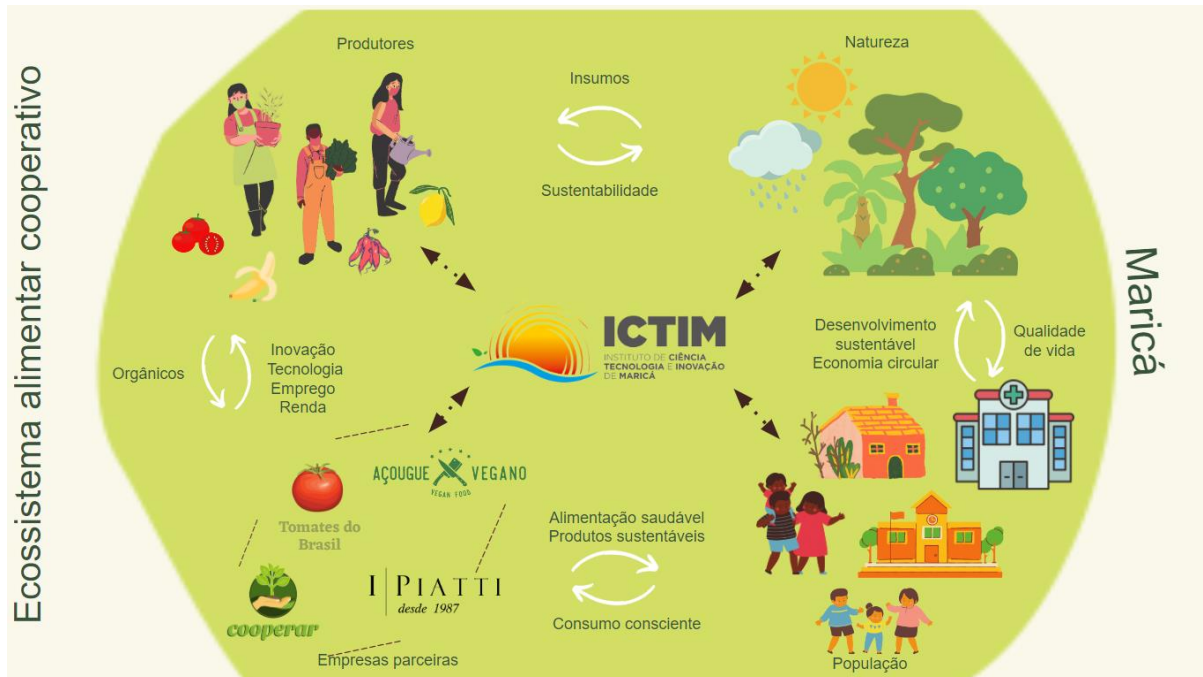 Ecossistema alimentar cooperativo
Produtores
Natureza
Insumos
Sustentabilidade
Maricá
ICTIM
INSTITUTO DE CIÊNCIA
TECNOLOGIA E INOVAÇÃO
DE MARICÁ
Orgânicos
Inovação
Tecnologia
Emprego
Renda
Desenvolvimento
sustentável
Economia circular
Qualidade
de vida
AÇOUGUE VEGANO
VEGAN FOOD
Tomates do
Brasil
Alimentação saudável
Produtos sustentáveis
I PIATTI
desde 1987
cooperar
Consumo consciente
Empresas parceiras
População